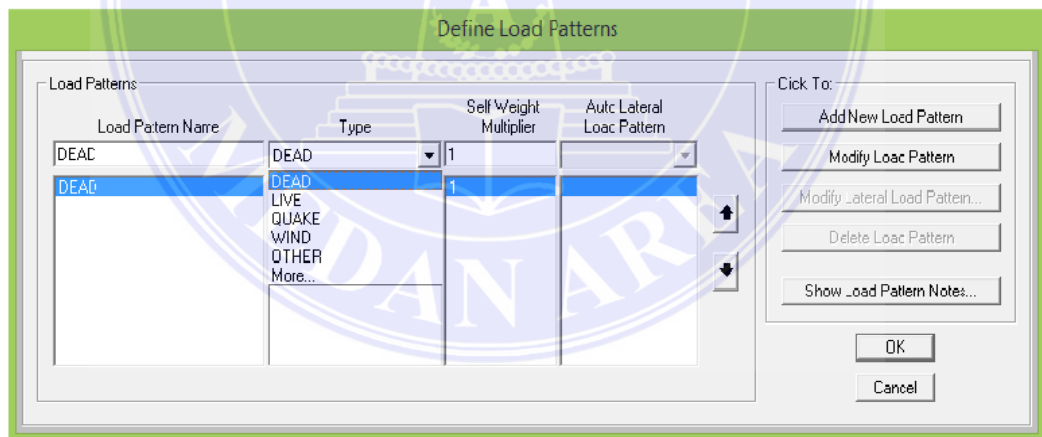 Define Load Patterns
Load Patterns
Click To:
Load Pattern Name
Type
Self Weight
Multiplier
Auto Lateral
Load Pattern
DEAD
DEAD
1
DEAD
1
DEAD
LIVE
QUAKE
WIND
OTHER
More...
Add New Load Pattern
Modify Load Pattern
Modify Lateral Load Pattern...
Delete Load Pattern
Show Load Pattern Notes...
OK
Cancel
MEDAN AREA